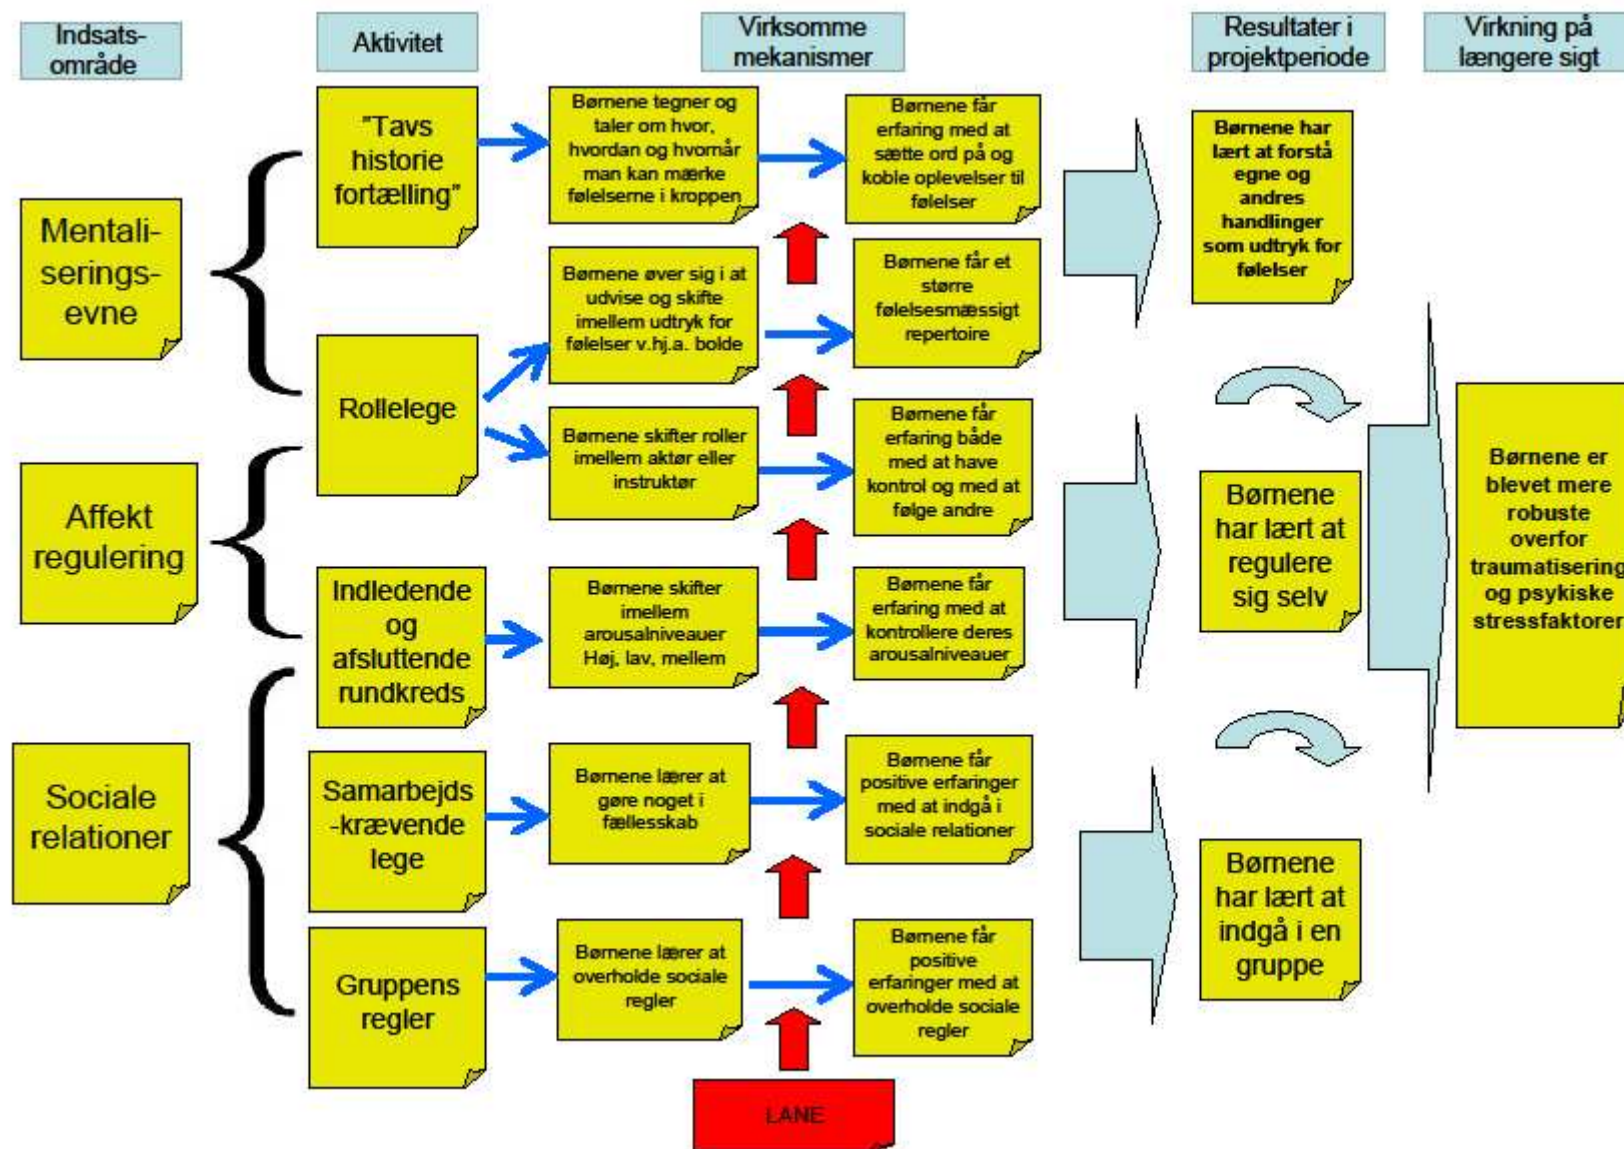 Indsats-
område
Aktivitet
Virksomme
mekanismer
Resultater i
projektperiode
Virkning på
længere sigt
Mentali-
serings-
evne
Affekt
regulering
Sociale
relationer
"Tavs
historie
fortælling"
Rollelege
Indledende
og
afsluttende
rundkreds
Samarbejds
-krævende
lege
Gruppens
regler
Børnene tegner og
taler om hvor,
hvordan og hvornår
man kan mærke
følelserne i kroppen
Børnene øver sig i at
udvise og skifte
imellem udtryk for
følelser v.hj.a. bolde
Børnene skifter roller
imellem aktør eller
instruktør
Børnene skifter
imellem
arousalniveauer
Høj, lav, mellem
Børnene lærer at
gøre noget i
fællesskab
Børnene lærer at
overholde sociale
regler
Børnene får
erfaring med at
sætte ord på og
koble oplevelser til
følelser
Børnene får et
større
følelsesmæssigt
repertoire
Børnene får
erfaring både
med at have
kontrol og med at
følge andre
Børnene får
erfaring med at
kontrollere deres
arousalniveauer
Børnene får
positive erfaringer
med at indgå i
sociale relationer
Børnene får
positive
erfaringer med at
overholde sociale
regler
LANE
Børnene har
lært at forstå
egne og
andres
handlinger
som udtryk for
følelser
Børnene
har lært at
regulere
sig selv
Børnene
har lært at
indgå i en
gruppe
Børnene er
blevet mere
robuste
overfor
traumatisering
og psykiske
stressfaktorer